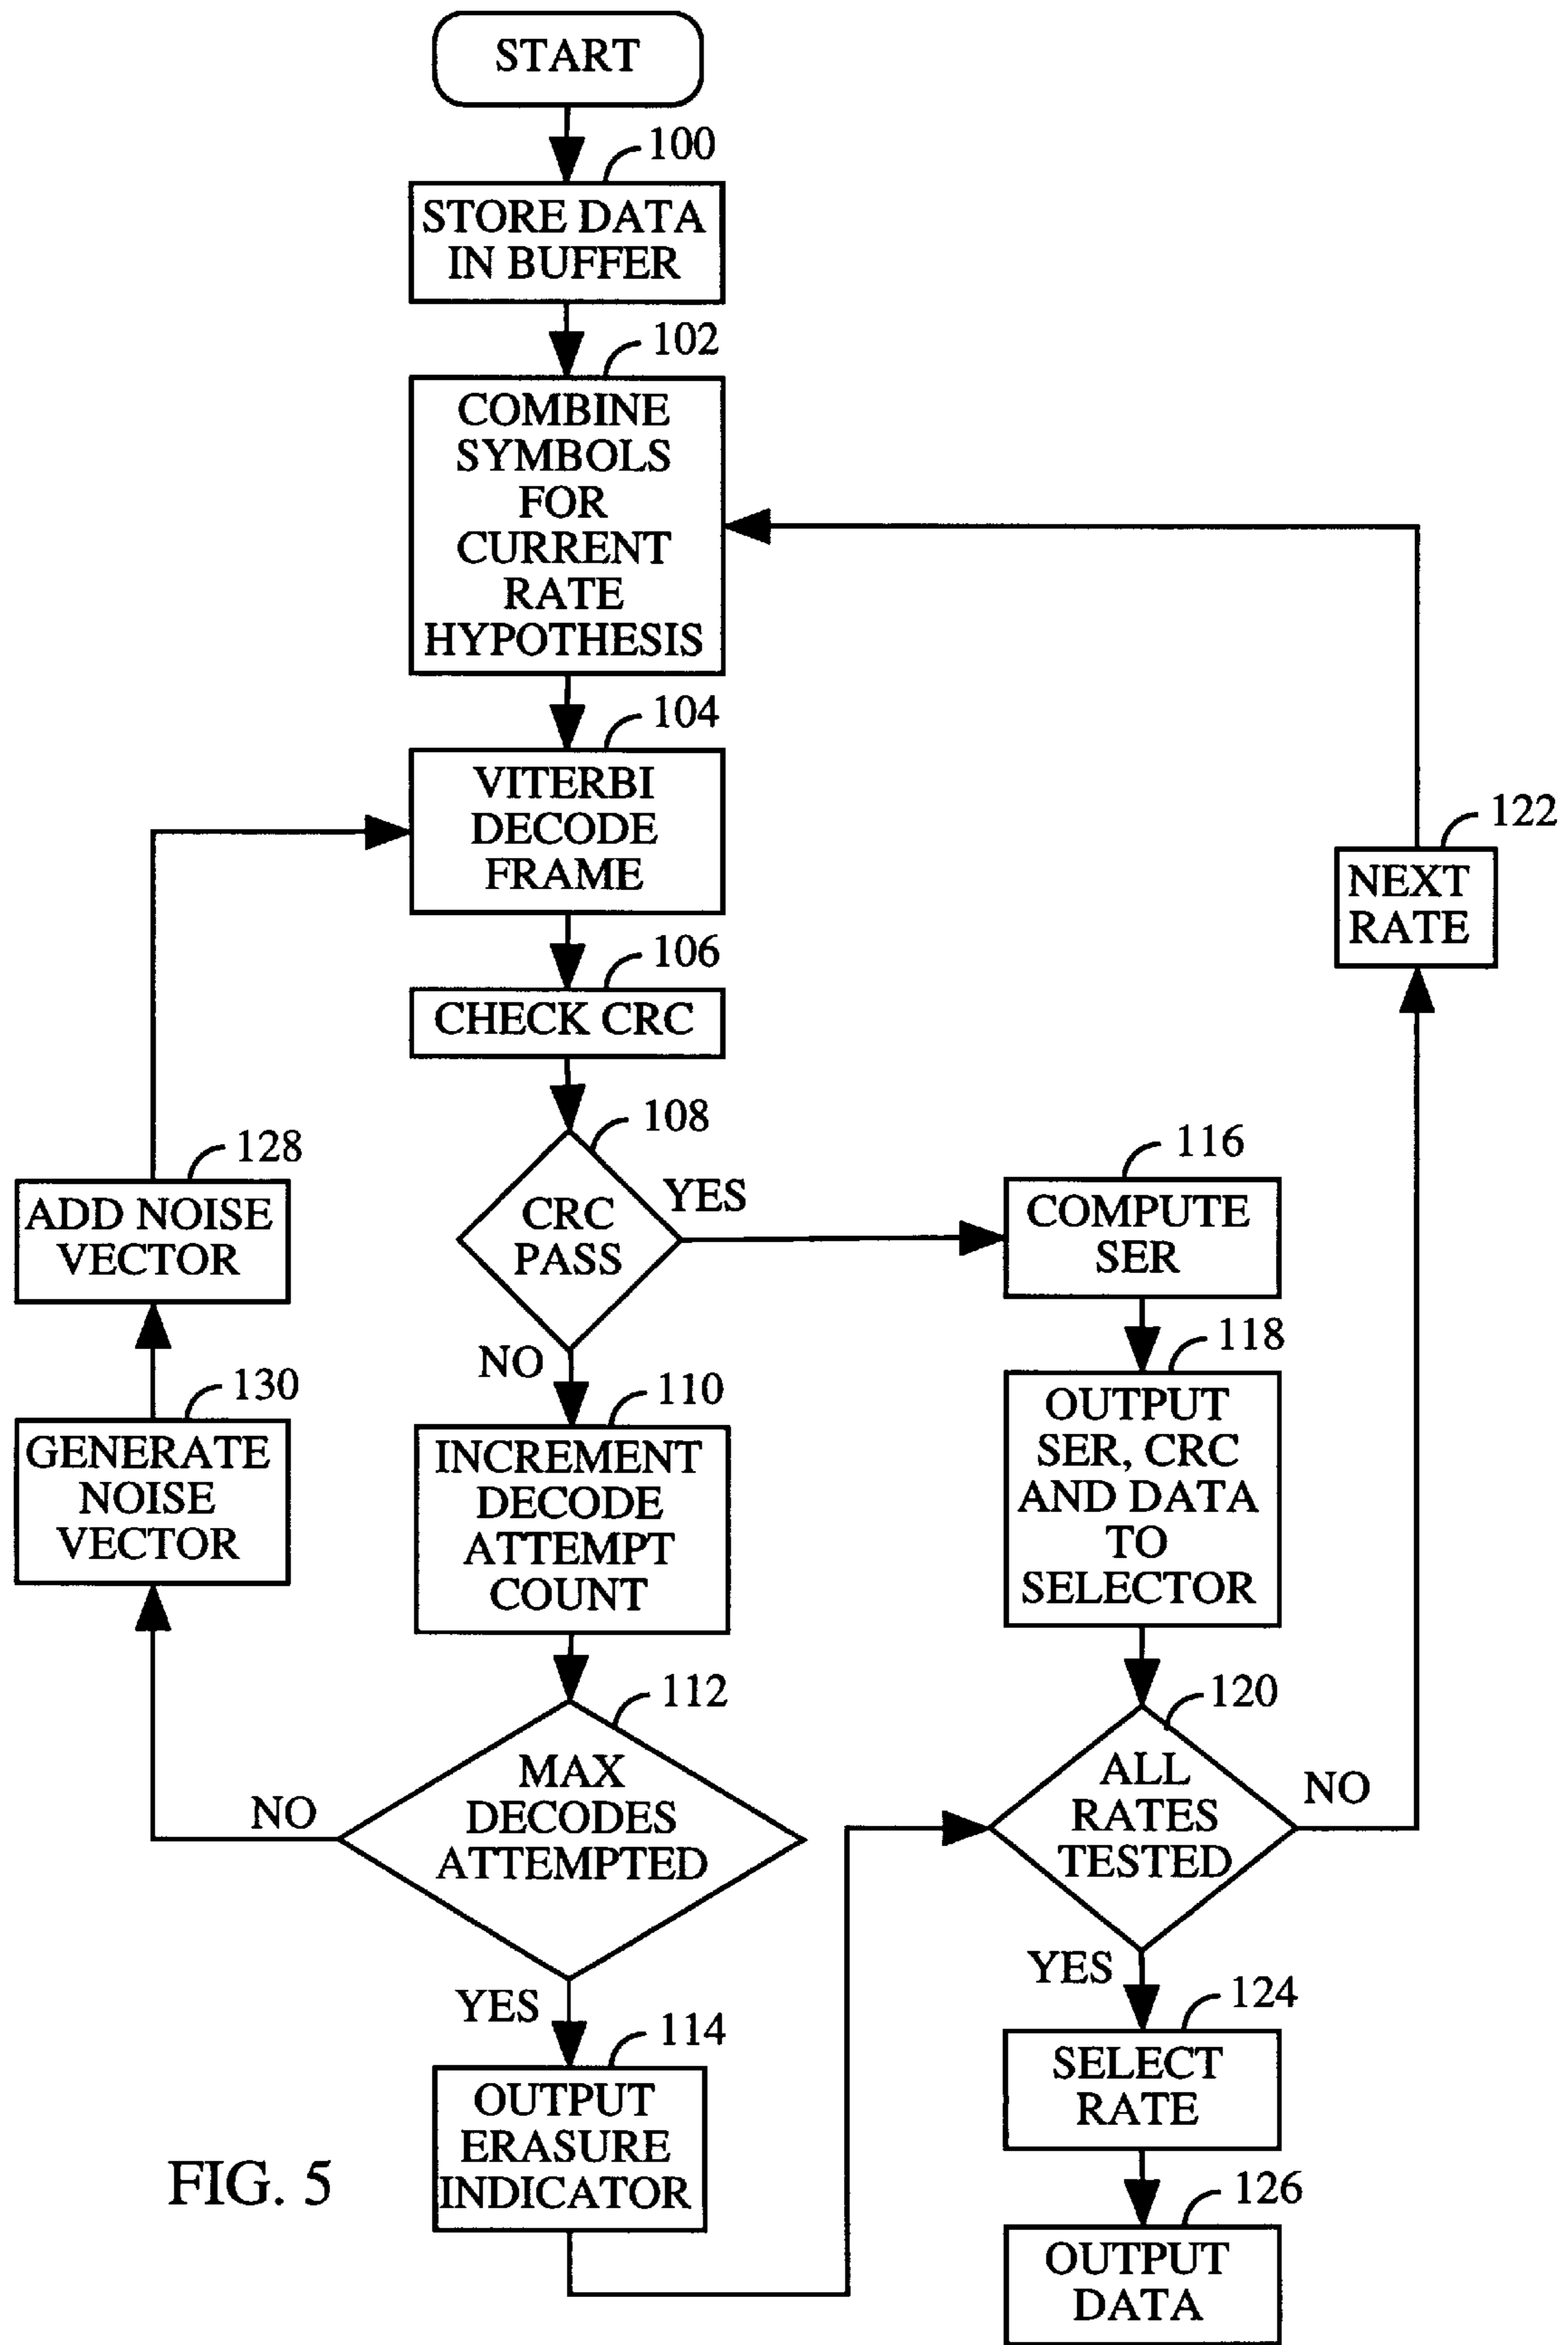 START
100
STORE DATA
IN BUFFER
102
COMBINE
SYMBOLS
FOR
CURRENT
RATE
HYPOTHESIS
104
VITERBI
DECODE
FRAME
122
NEXT
RATE
106
CHECK CRC
108
CRC
PASS
YES
NO
128
ADD NOISE
VECTOR
130
GENERATE
NOISE
VECTOR
116
COMPUTE
SER
118
OUTPUT
SER, CRC
AND DATA
TO
SELECTOR
110
INCREMENT
DECODE
ATTEMPT
COUNT
112
MAX
DECODES
ATTEMPTED
NO
YES
120
ALL
RATES
TESTED
NO
YES
114
OUTPUT
ERASURE
INDICATOR
124
SELECT
RATE
126
OUTPUT
DATA
FIG. 5